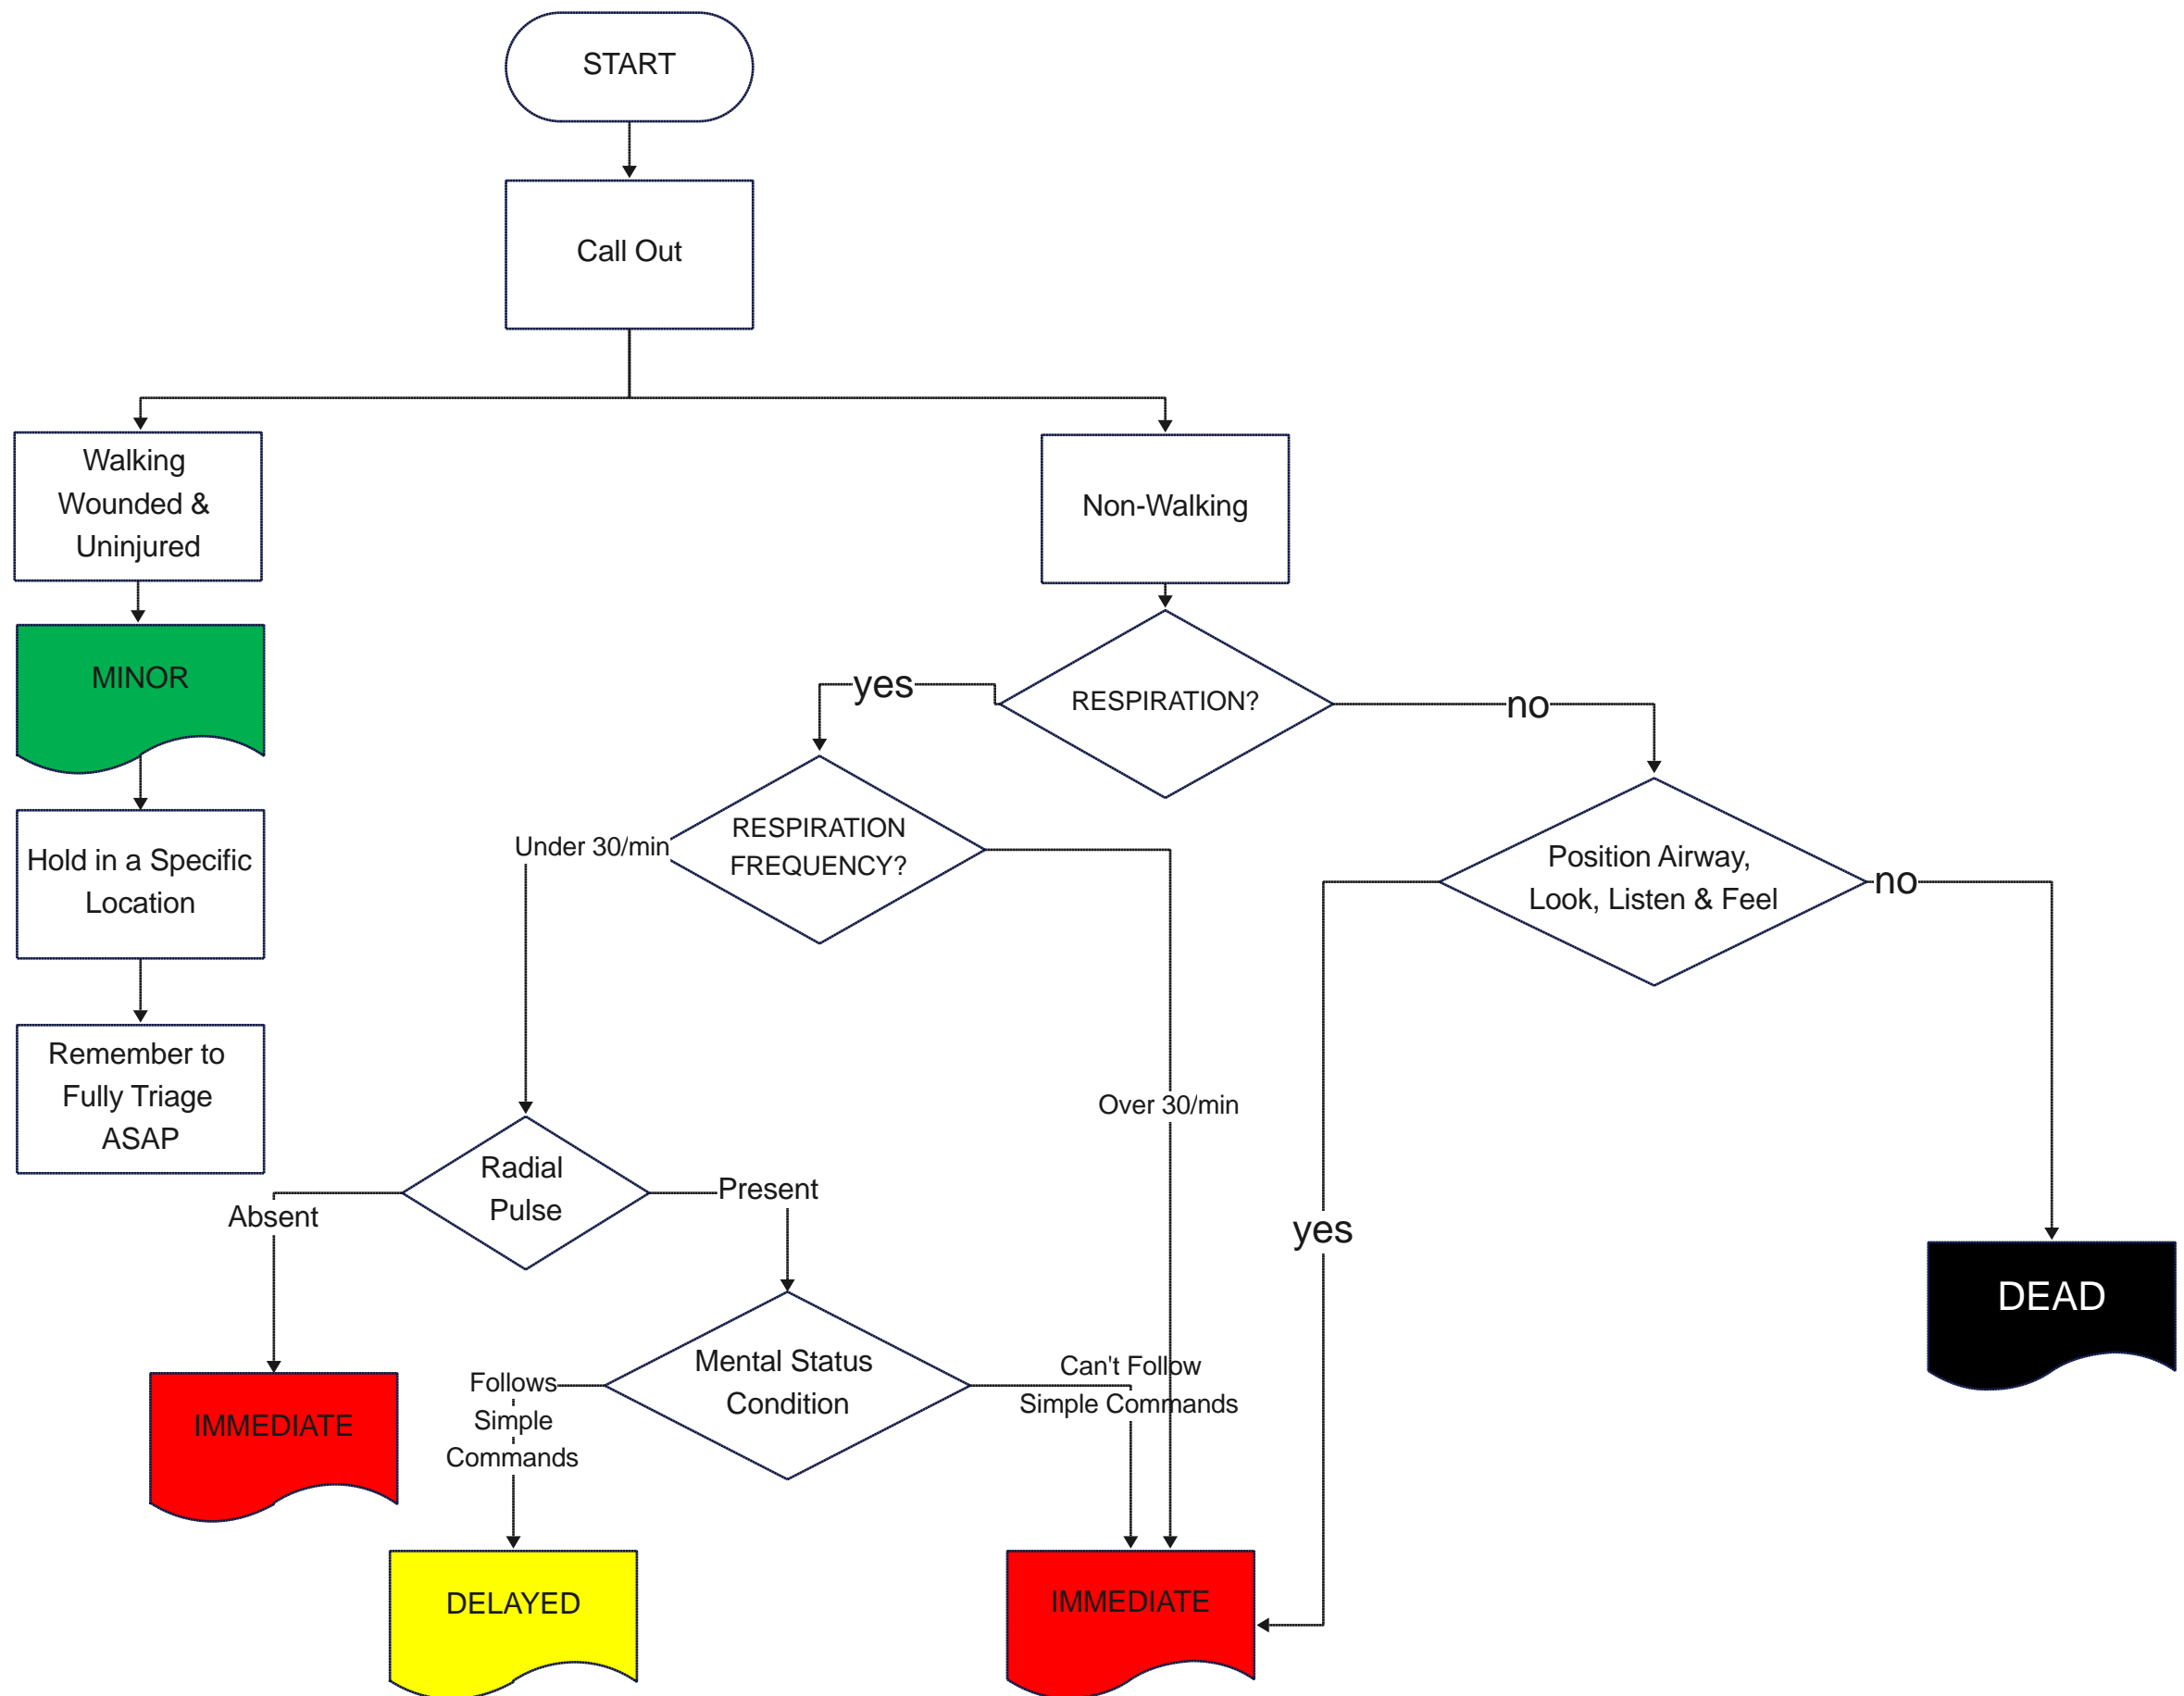 START
Call Out
Walking
Wounded &
Uninjured
Non-Walking
MINOR
yes
RESPIRATION?
no
Under 30/min
RESPIRATION
FREQUENCY?
Hold in a Specific
Location
Position Airway,
Look, Listen & Feel
no
Remember to
Fully Triage
ASAP
Over 30/min
Radial
Pulse
Present
Absent
yes
DEAD
Mental Status
Condition
Follows
Simple
Commands
Can't Follow
Simple Commands
IMMEDIATE
DELAYED
IMMEDIATE